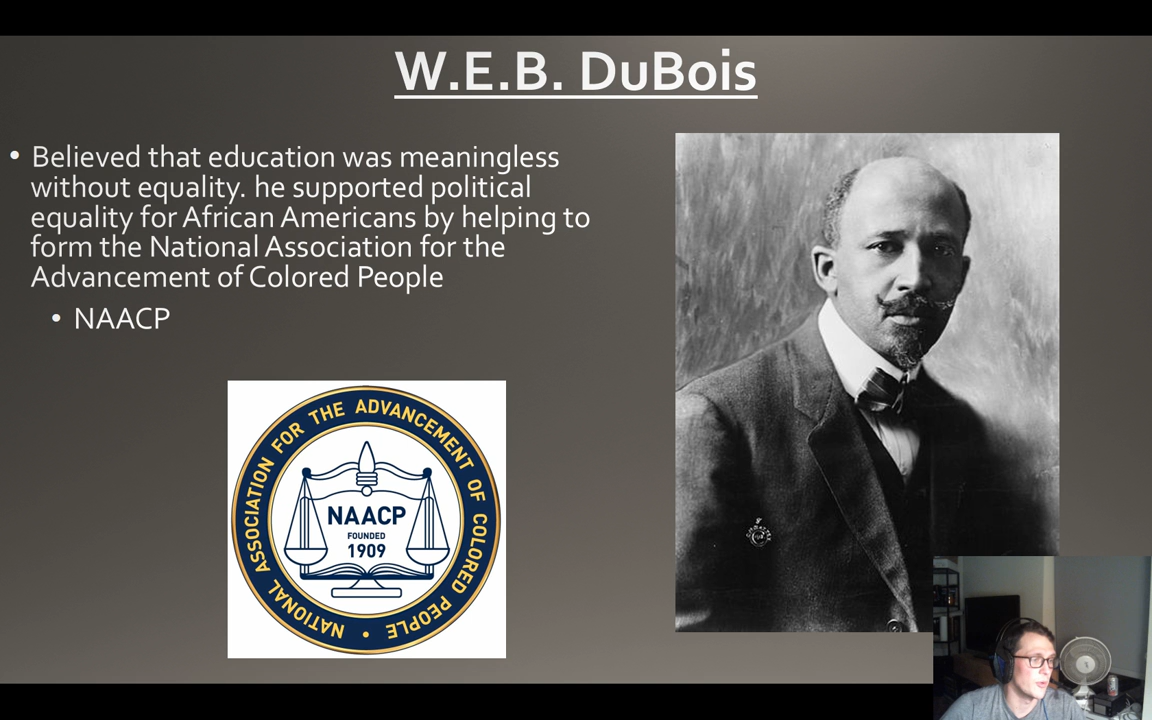 W.E.B. DuBois
• Believed that education was meaningless
without equality. he supported political
equality for African Americans by helping to
form the National Association for the
Advancement of Colored People
• NAACP
NATIONAL ASSOCIATION FOR THE ADVANCEMENT OF COLORED PEOPLE •
NAACP
FOUNDED
1909